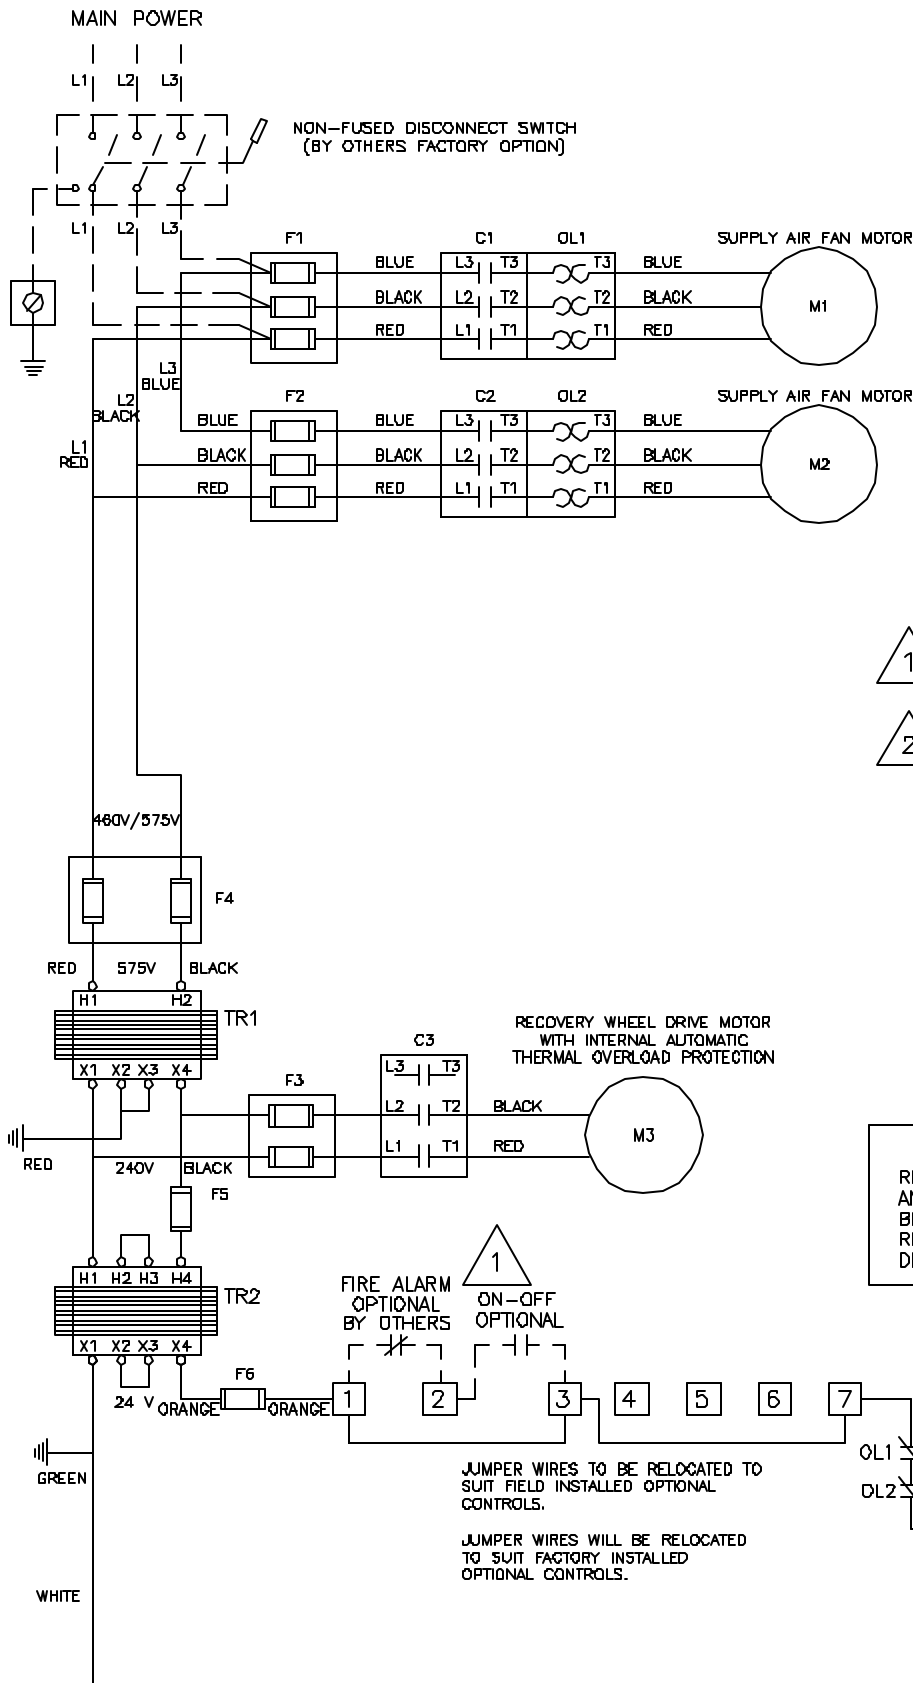 MAIN POWER
L1 L2 L3
NON-FUSED DISCONNECT SWITCH
(BY OTHERS FACTORY OPTION)
L1 L2 L3
F1 C1 OL1 SUPPLY AIR FAN MOTOR
BLUE L3 T3 T3 BLUE
BLACK L2 T2 T2 BLACK
M1
RED L1 T1 T1 RED
L3
BLUE
L2
BLACK
L1
RED
F2 C2 OL2 SUPPLY AIR FAN MOTOR
BLUE BLUE L3 T3 T3 BLUE
BLACK BLACK L2 T2 T2 BLACK
M2
RED RED L1 T1 T1 RED
1
2
460V/575V
F4
RED 575V BLACK
H1 H2
TR1
X1 X2 X3 X4
RECOVERY WHEEL DRIVE MOTOR
WITH INTERNAL AUTOMATIC
THERMAL OVERLOAD PROTECTION
F3 C3
L3 T3
L2 T2 BLACK
M3
L1 T1 RED
RED 240V BLACK
F5
H1 H2 H3 H4
TR2
X1 X2 X3 X4
1
FIRE ALARM
OPTIONAL
BY OTHERS
ON-OFF
OPTIONAL
24 V ORANGE F6 ORANGE
1 2 3 4 5 6 7
GREEN
OL1
OL2
JUMPER WIRES TO BE RELOCATED TO
SUIT FIELD INSTALLED OPTIONAL
CONTROLS.
JUMPER WIRES WILL BE RELOCATED
TO SUIT FACTORY INSTALLED
OPTIONAL CONTROLS.
WHITE